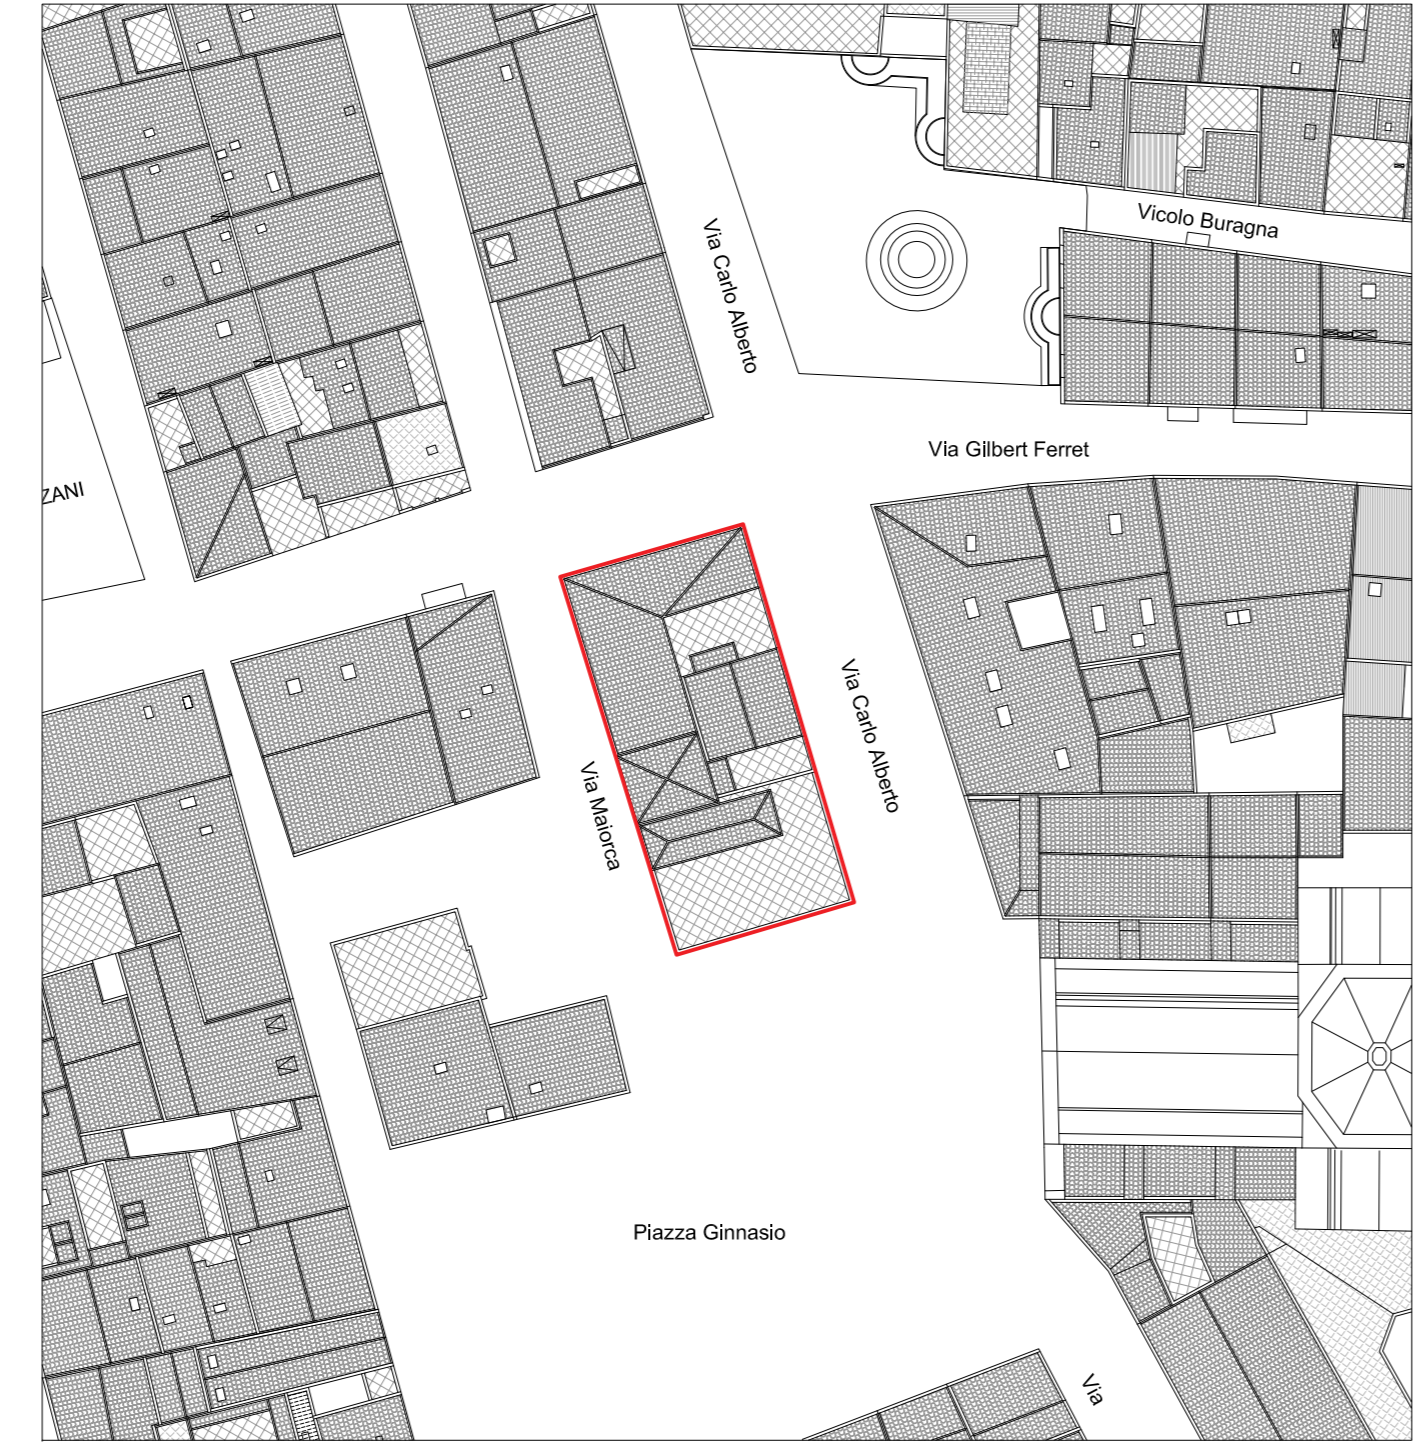 Vicolo Buragna
Via Carlo Alberto
Via Gilbert Ferret
ZANI
Via Carlo Alberto
Via Maiorca
Piazza Ginnasio
Via